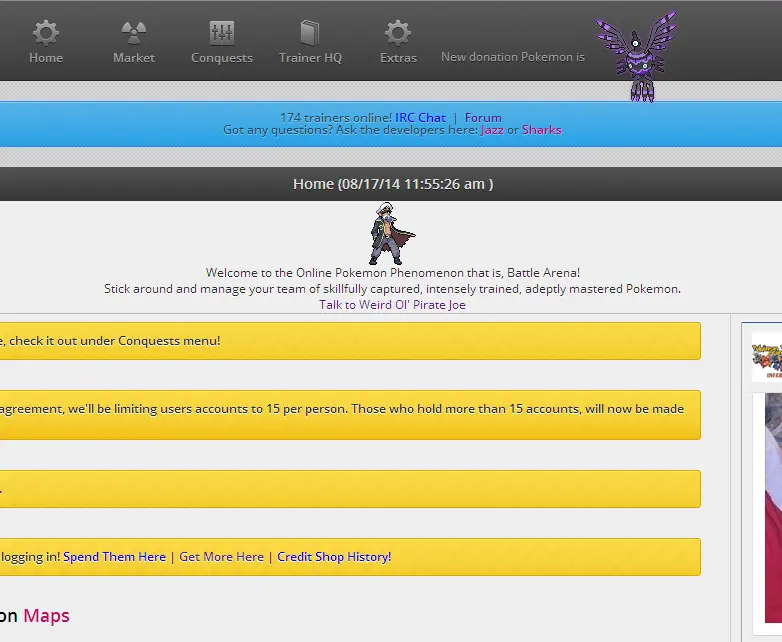 Home Market Conquests Trainer HQ Extras New donation Pokemon is
174 trainers online! IRC Chat | Forum
Got any questions? Ask the developers here: Jazz or Sharks
Home (08/17/14 11:55:26 am )
Welcome to the Online Pokemon Phenomenon that is, Battle Arena!
Stick around and manage your team of skillfully captured, intensely trained, adeptly mastered Pokemon.
Talk to Weird Ol' Pirate Joe
, check it out under Conquests menu!
agreement, we'll be limiting users accounts to 15 per person. Those who hold more than 15 accounts, will now be made
.
logging in! Spend Them Here | Get More Here | Credit Shop History!
on Maps